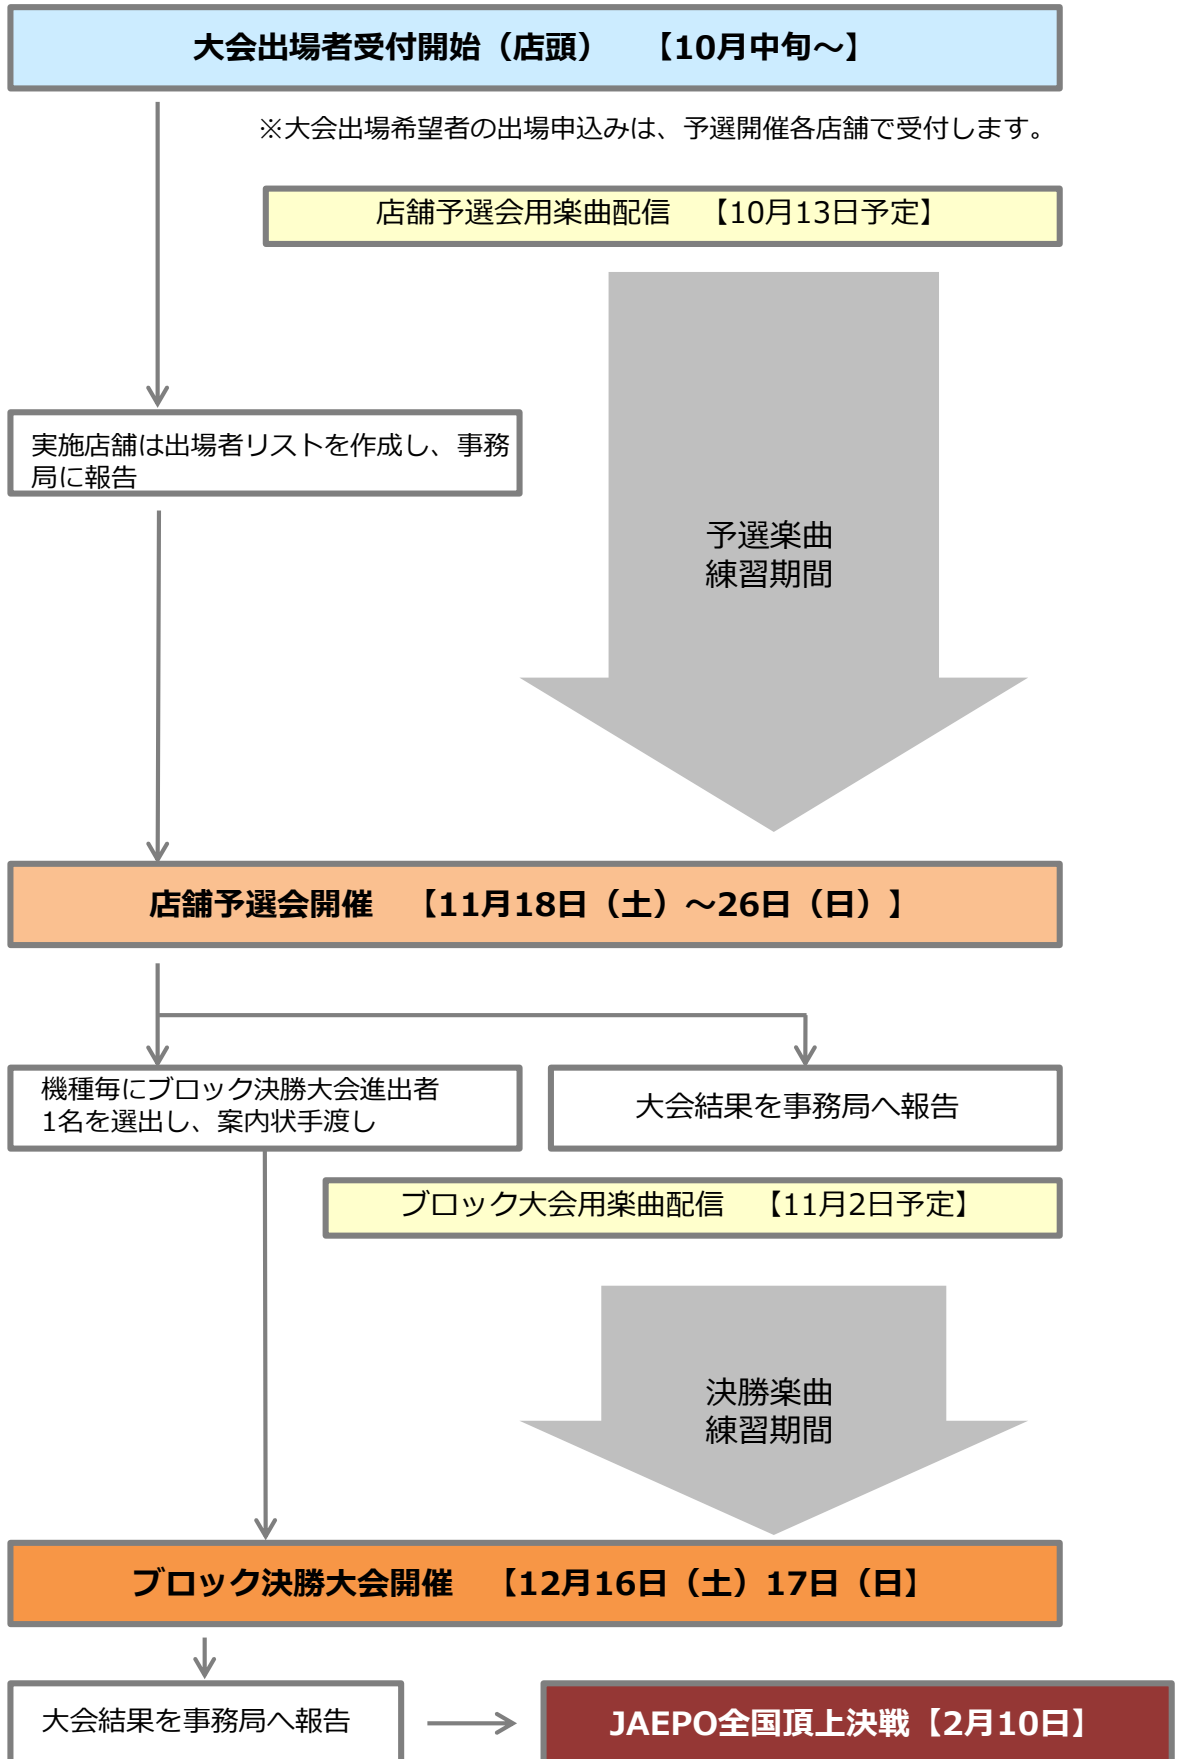 大会出場者受付開始（店頭）　【10月中旬～】
※大会出場希望者の出場申込みは、予選開催各店舗で受付します。
店舗予選会用楽曲配信　【10月13日予定】
実施店舗は出場者リストを作成し、事務
局に報告
予選楽曲
練習期間
店舗予選会開催　【11月18日（土）～26日（日）】
機種毎にブロック決勝大会進出者
1名を選出し、案内状手渡し
大会結果を事務局へ報告
ブロック大会用楽曲配信　【11月2日予定】
決勝楽曲
練習期間
ブロック決勝大会開催　【12月16日（土）17日（日】
大会結果を事務局へ報告
JAEPO全国頂上決戦【2月10日】